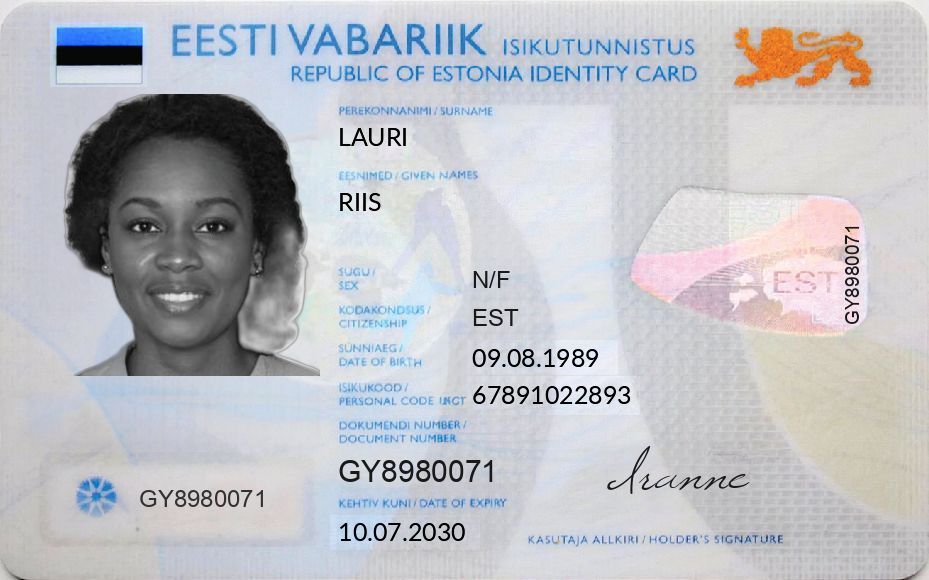 EESTI VABARIIK ISIKUTUNNISTUS
REPUBLIC OF ESTONIA IDENTITY CARD
PEREKONNANIMI / SURNAME
LAURI
EESNIMED / GIVEN NAMES
RIIS
SUGU /
SEX
N/F
KODAKONDSUS /
CITIZENSHIP
EST
SÜNNIAEG /
DATE OF BIRTH
09.08.1989
ISIKUKOOD /
PERSONAL CODE
67891022893
DOKUMENDI NUMBER /
DOCUMENT NUMBER
GY8980071
KEHTIV KUNI / DATE OF EXPIRY
10.07.2030
GY8980071
EST
GY8980071
KASUTAJA ALLKIRI / HOLDER'S SIGNATURE